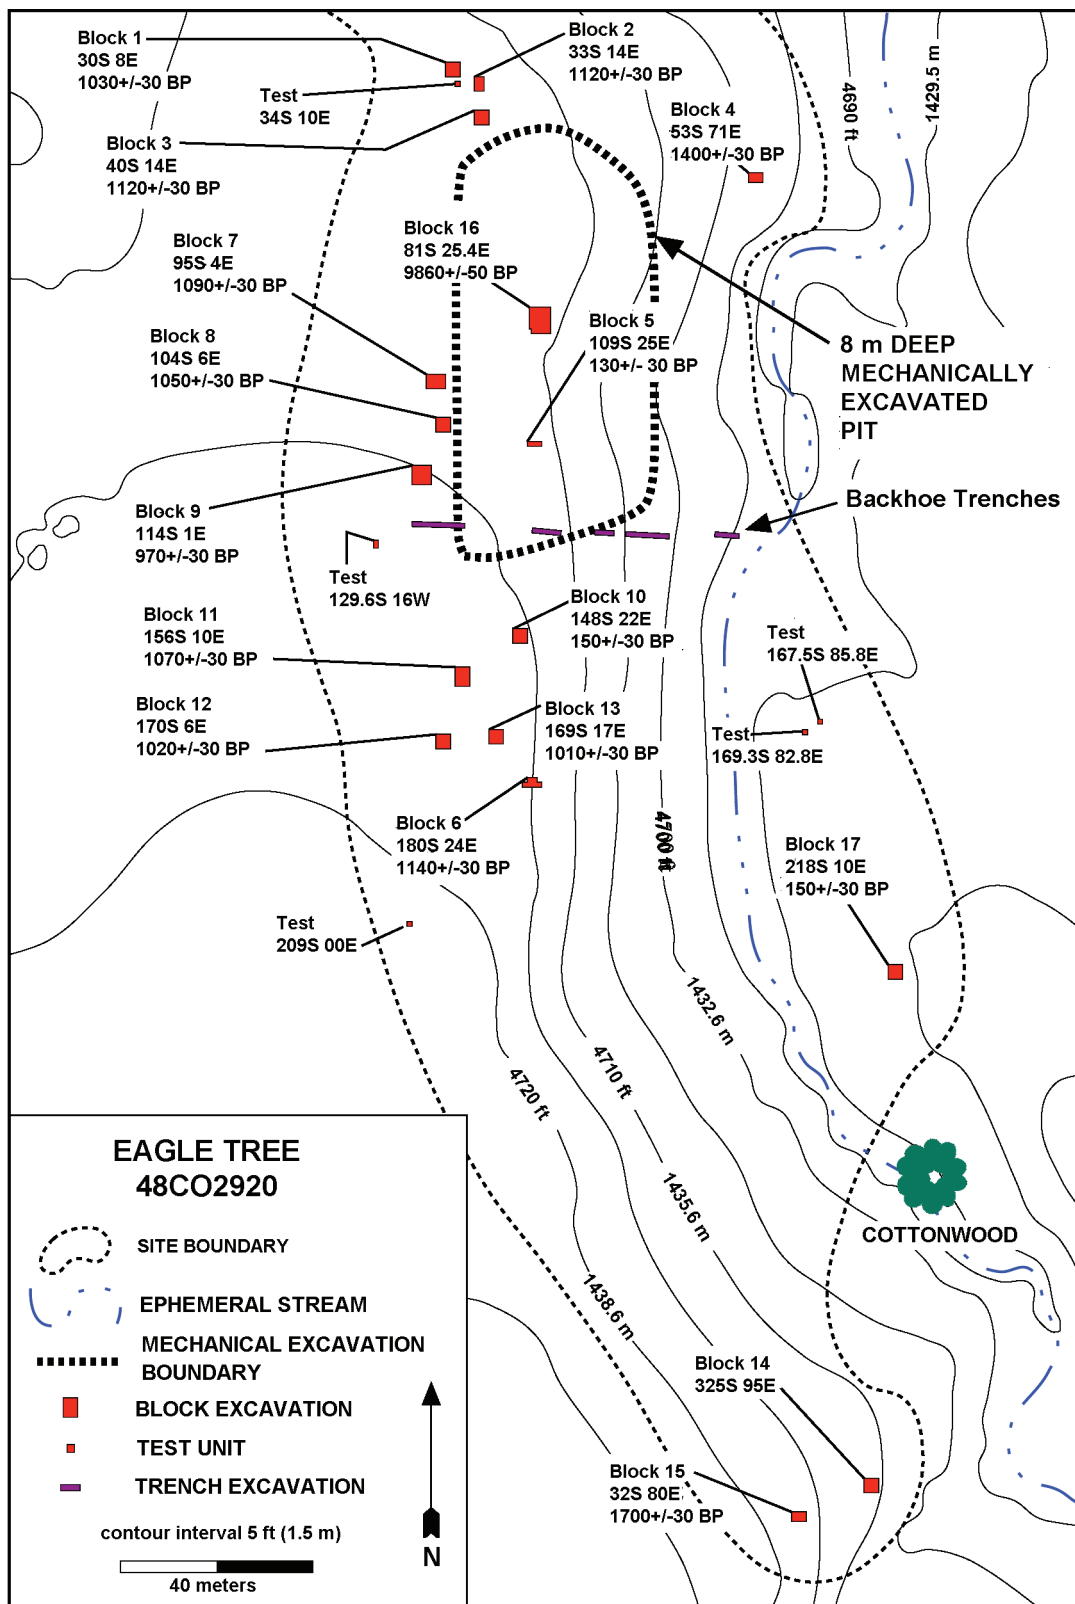 Block 1
30S 8E
1030+/-30 BP
Block 2
33S 14E
1120+/-30 BP
Test
34S 10E
Block 3
40S 14E
1120+/-30 BP
Block 4
53S 71E
1400+/-30 BP
4690 ft
1429.5 m
Block 7
95S 4E
1090+/-30 BP
Block 16
81S 25.4E
9860+/-50 BP
Block 8
104S 6E
1050+/-30 BP
Block 5
109S 25E
130+/- 30 BP
8 m DEEP
MECHANICALLY
EXCAVATED
PIT
Backhoe Trenches
Block 9
114S 1E
970+/-30 BP
Test
129.6S 16W
Block 10
148S 22E
150+/-30 BP
Block 11
156S 10E
1070+/-30 BP
Test
167.5S 85.8E
Block 12
170S 6E
1020+/-30 BP
Block 13
169S 17E
1010+/-30 BP
Test
169.3S 82.8E
Block 6
180S 24E
1140+/-30 BP
4700 ft
Block 17
218S 10E
150+/-30 BP
Test
209S 00E
1432.6 m
4710 ft
4720 ft
1435.6 m
1438.6 m
COTTONWOOD
Block 14
325S 95E
Block 15
32S 80E
1700+/-30 BP
EAGLE TREE
48CO2920
SITE BOUNDARY
EPHEMERAL STREAM
MECHANICAL EXCAVATION
BOUNDARY
BLOCK EXCAVATION
TEST UNIT
TRENCH EXCAVATION
contour interval 5 ft (1.5 m)
40 meters
N